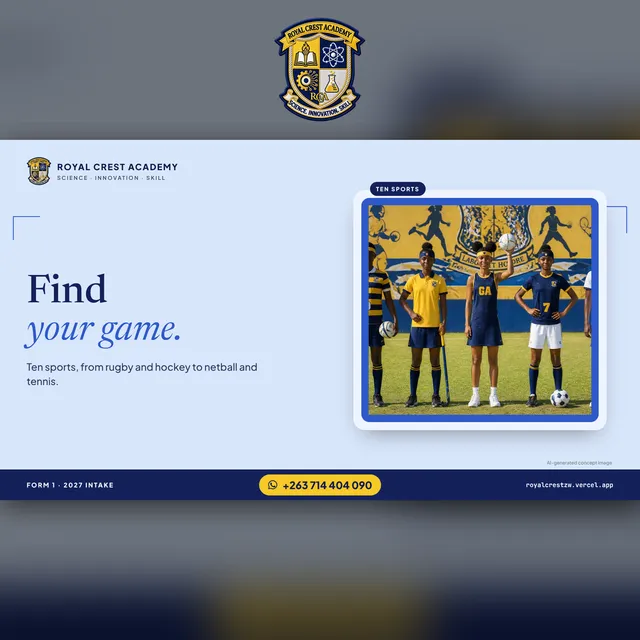 ROYAL CREST ACADEMY
RCA
SCIENCE, INNOVATION, SKILL
ROYAL CREST ACADEMY
SCIENCE · INNOVATION · SKILL
TEN SPORTS
Find
your game.
Ten sports, from rugby and hockey to netball and
tennis.
GA
7
AI-generated concept image
FORM 1 · 2027 INTAKE
+263 714 404 090
royalcrestzw.vercel.app